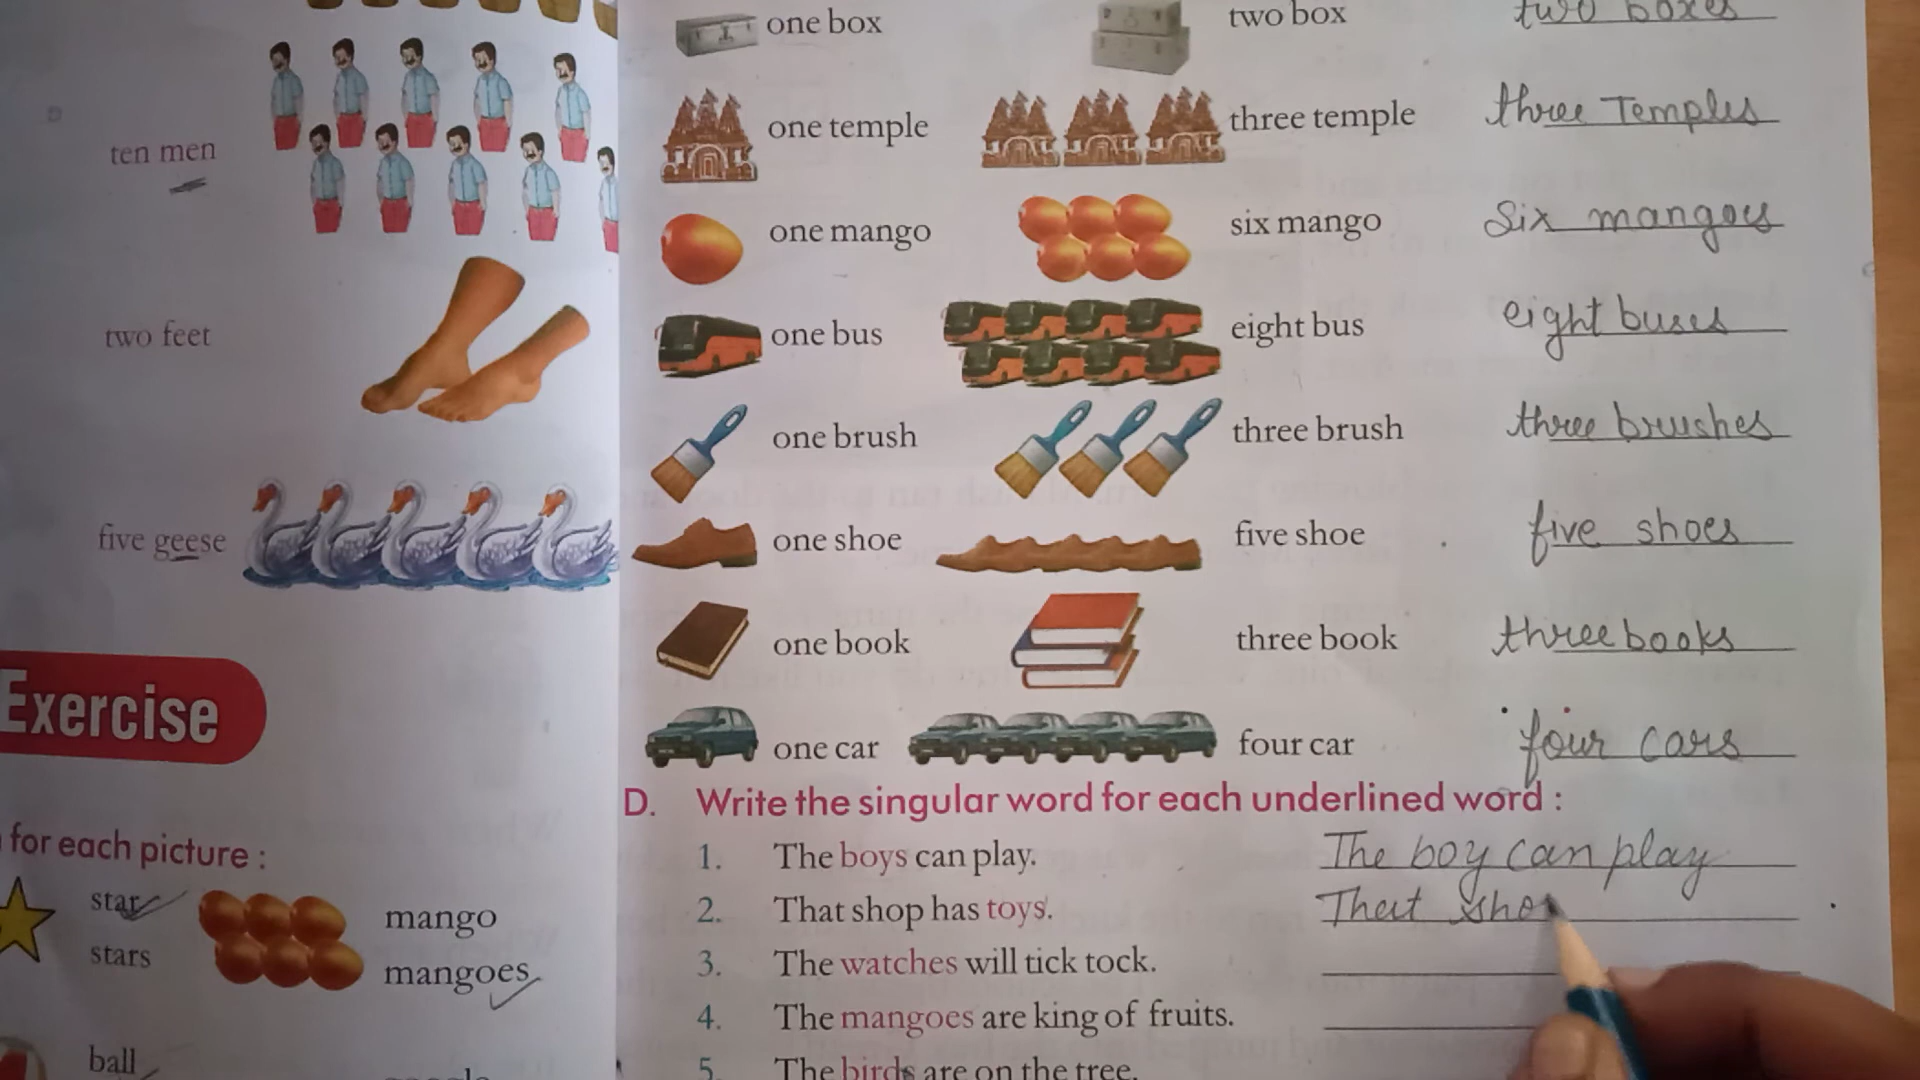 ten men
two feet
five geese
Exercise
for each picture :
star
stars
mango
mangoes
ball
one box two box two boxes
one temple three temple three Temples
one mango six mango Six mangoes
one bus eight bus eight buses
one brush three brush three brushes
one shoe five shoe five shoes
one book three book three books
one car four car four cars
D. Write the singular word for each underlined word :
1. The boys can play. The boy can play
2. That shop has toys. That sho
3. The watches will tick tock.
4. The mangoes are king of fruits.
5. The birds are on the tree.